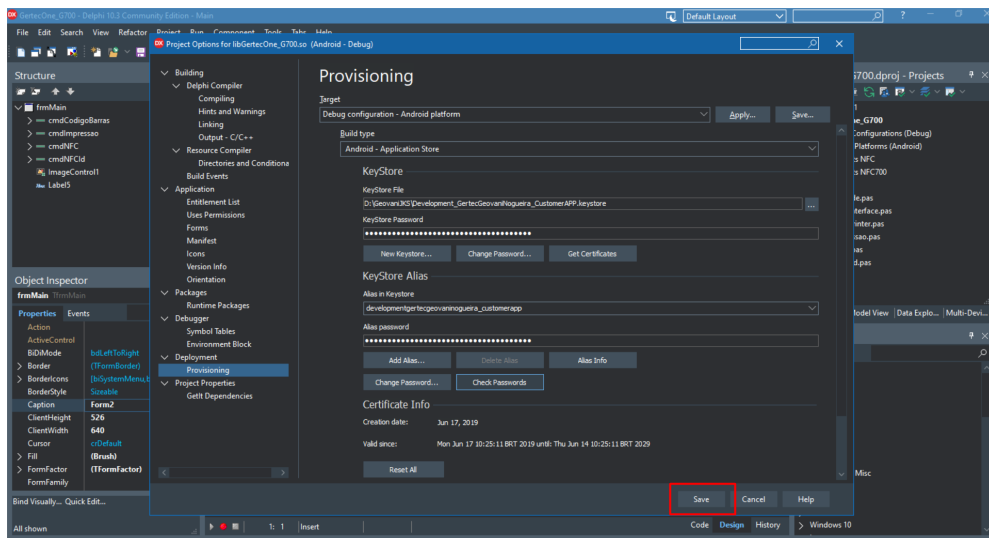 GertecOne_G700 - Delphi 10.3 Community Edition - Main
Default Layout
?
File Edit Search View Refactor Project Run Component Tools Tabs Help
Project Options for libGertecOne_G700.so (Android - Debug)
Structure
frmMain
cmdCodigoBarras
cmdImpressao
cmdNFC
cmdNFCId
ImageControl1
Label5
Object Inspector
frmMain TfrmMain
Properties Events
Action
ActiveControl
BiDiMode bdLeftToRight
Border (TFormBorder)
BorderIcons [biSystemMenu,
BorderStyle Sizeable
Caption Form2
ClientHeight 526
ClientWidth 640
Cursor crDefault
Fill (Brush)
FormFactor (TFormFactor)
FormFamily
Bind Visually... Quick Edit...
All shown
Building
Delphi Compiler
Compiling
Hints and Warnings
Linking
Output - C/C++
Resource Compiler
Directories and Conditiona
Build Events
Application
Entitlement List
Uses Permissions
Forms
Manifest
Icons
Version Info
Orientation
Packages
Runtime Packages
Debugger
Symbol Tables
Environment Block
Deployment
Provisioning
Project Properties
GetIt Dependencies
Provisioning
Target
Debug configuration - Android platform
Apply... Save...
Build type
Android - Application Store
KeyStore
KeyStore File
D:\GeovaniJKS\Development_GertecGeovaniNogueira_CustomerAPP.keystore
...
KeyStore Password
New Keystore... Change Password... Get Certificates
KeyStore Alias
Alias in Keystore
developmentgertecgeovaninogueira_customerapp
Alias password
Add Alias... Delete Alias Alias Info
Change Password... Check Passwords
Certificate Info
Creation date: Jun 17, 2019
Valid since: Mon Jun 17 10:25:11 BRT 2019 until: Thu Jun 14 10:25:11 BRT 2029
Reset All
Save Cancel Help
1: 1 Insert
Code Design History
G700.dproj - Projects
1
e_G700
Configurations (Debug)
Platforms (Android)
s NFC
s NFC700
le.pas
terface.pas
inter.pas
sao.pas
as
d.pas
Model View Data Explo... Multi-Devi...
Misc
Windows 10